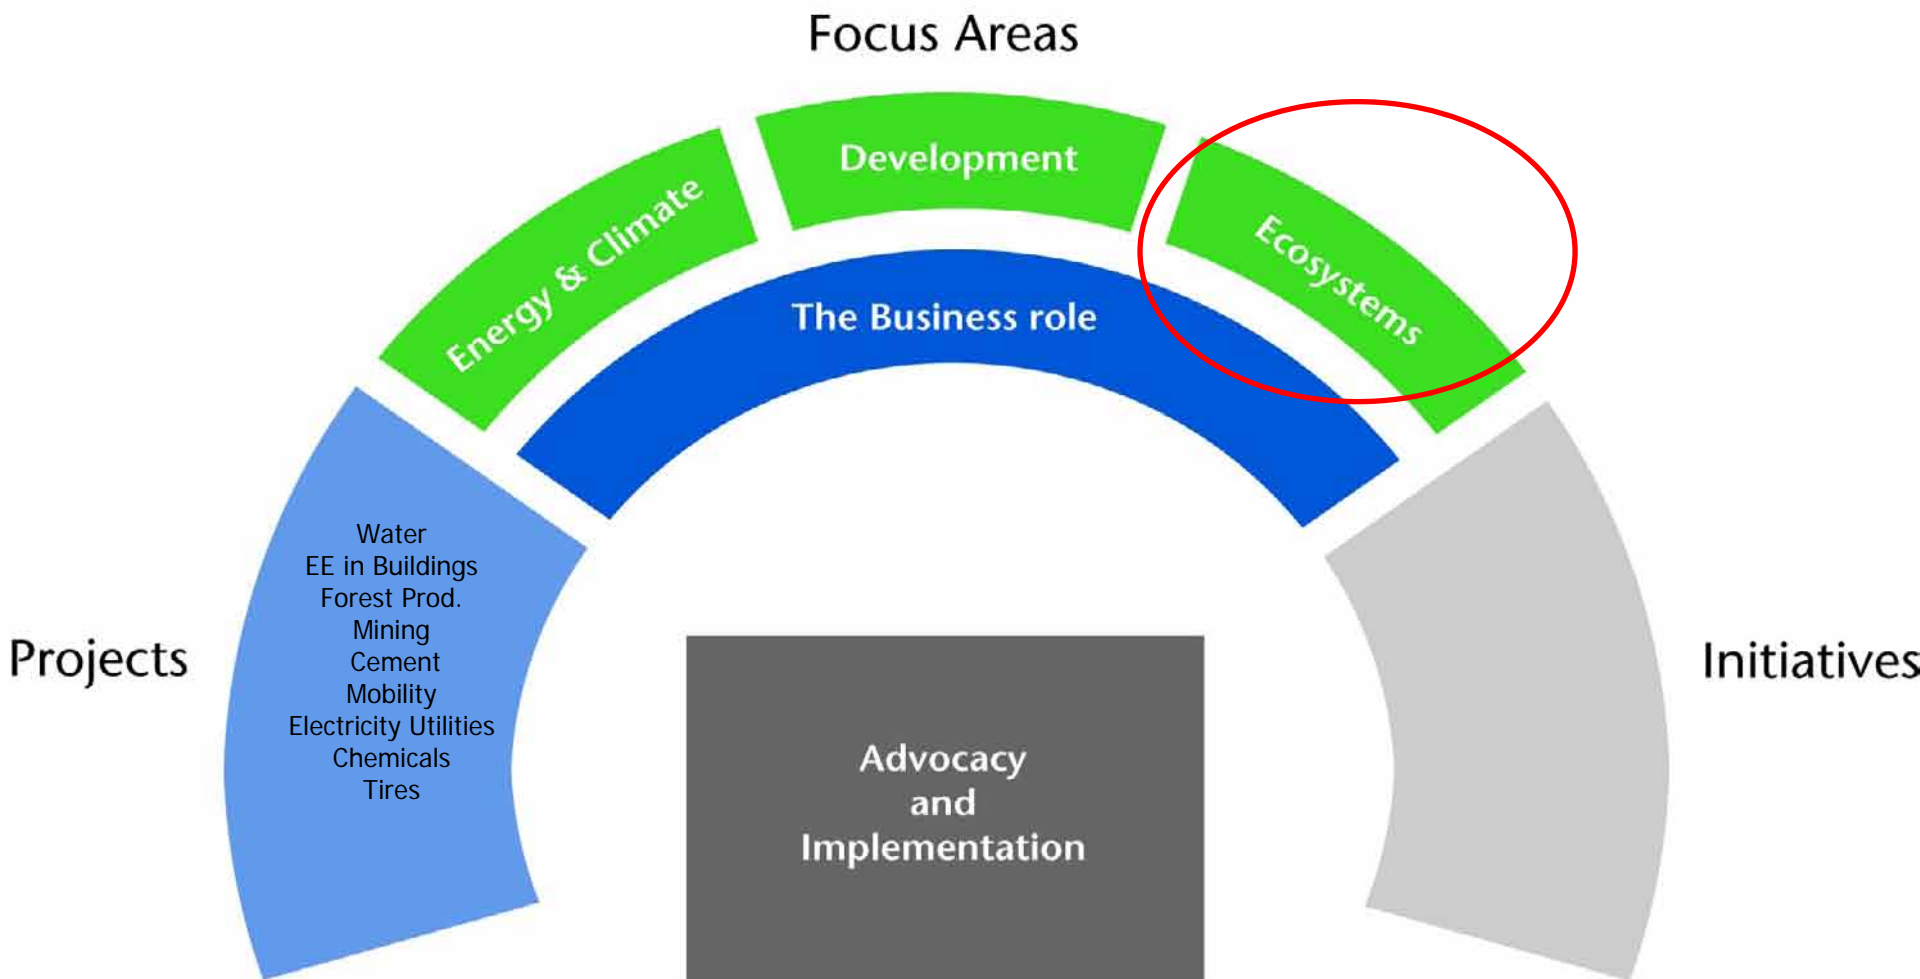 Focus Areas
Energy & Climate
Development
Ecosystems
The Business role
Projects
Water
EE in Buildings
Forest Prod.
Mining
Cement
Mobility
Electricity Utilities
Chemicals
Tires
Advocacy
and
Implementation
Initiatives